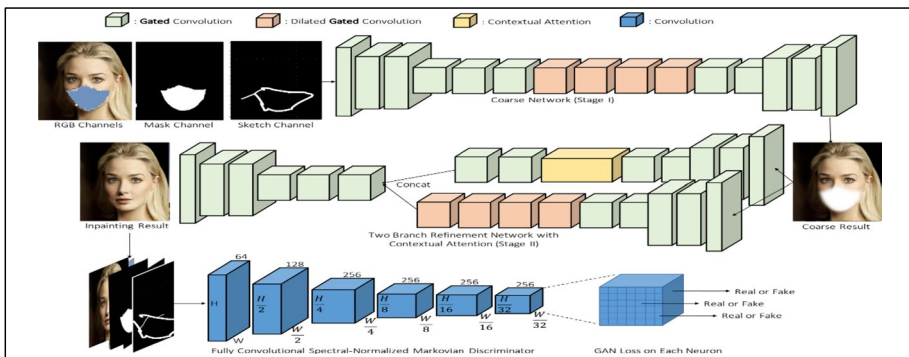 : Gated Convolution : Dilated Gated Convolution : Contextual Attention : Convolution
Coarse Network (Stage I)
RGB Channels Mask Channel Sketch Channel
Concat
Inpainting Result
Two Branch Refinement Network with
Contextual Attention (Stage II)
Coarse Result
64 128 256 256 256 256
H H/2 H/4 H/8 H/16 H/32
W W/2 W/4 W/8 W/16 W/32
Real or Fake
Real or Fake
Real or Fake
Fully Convolutional Spectral-Normalized Markovian Discriminator GAN Loss on Each Neuron